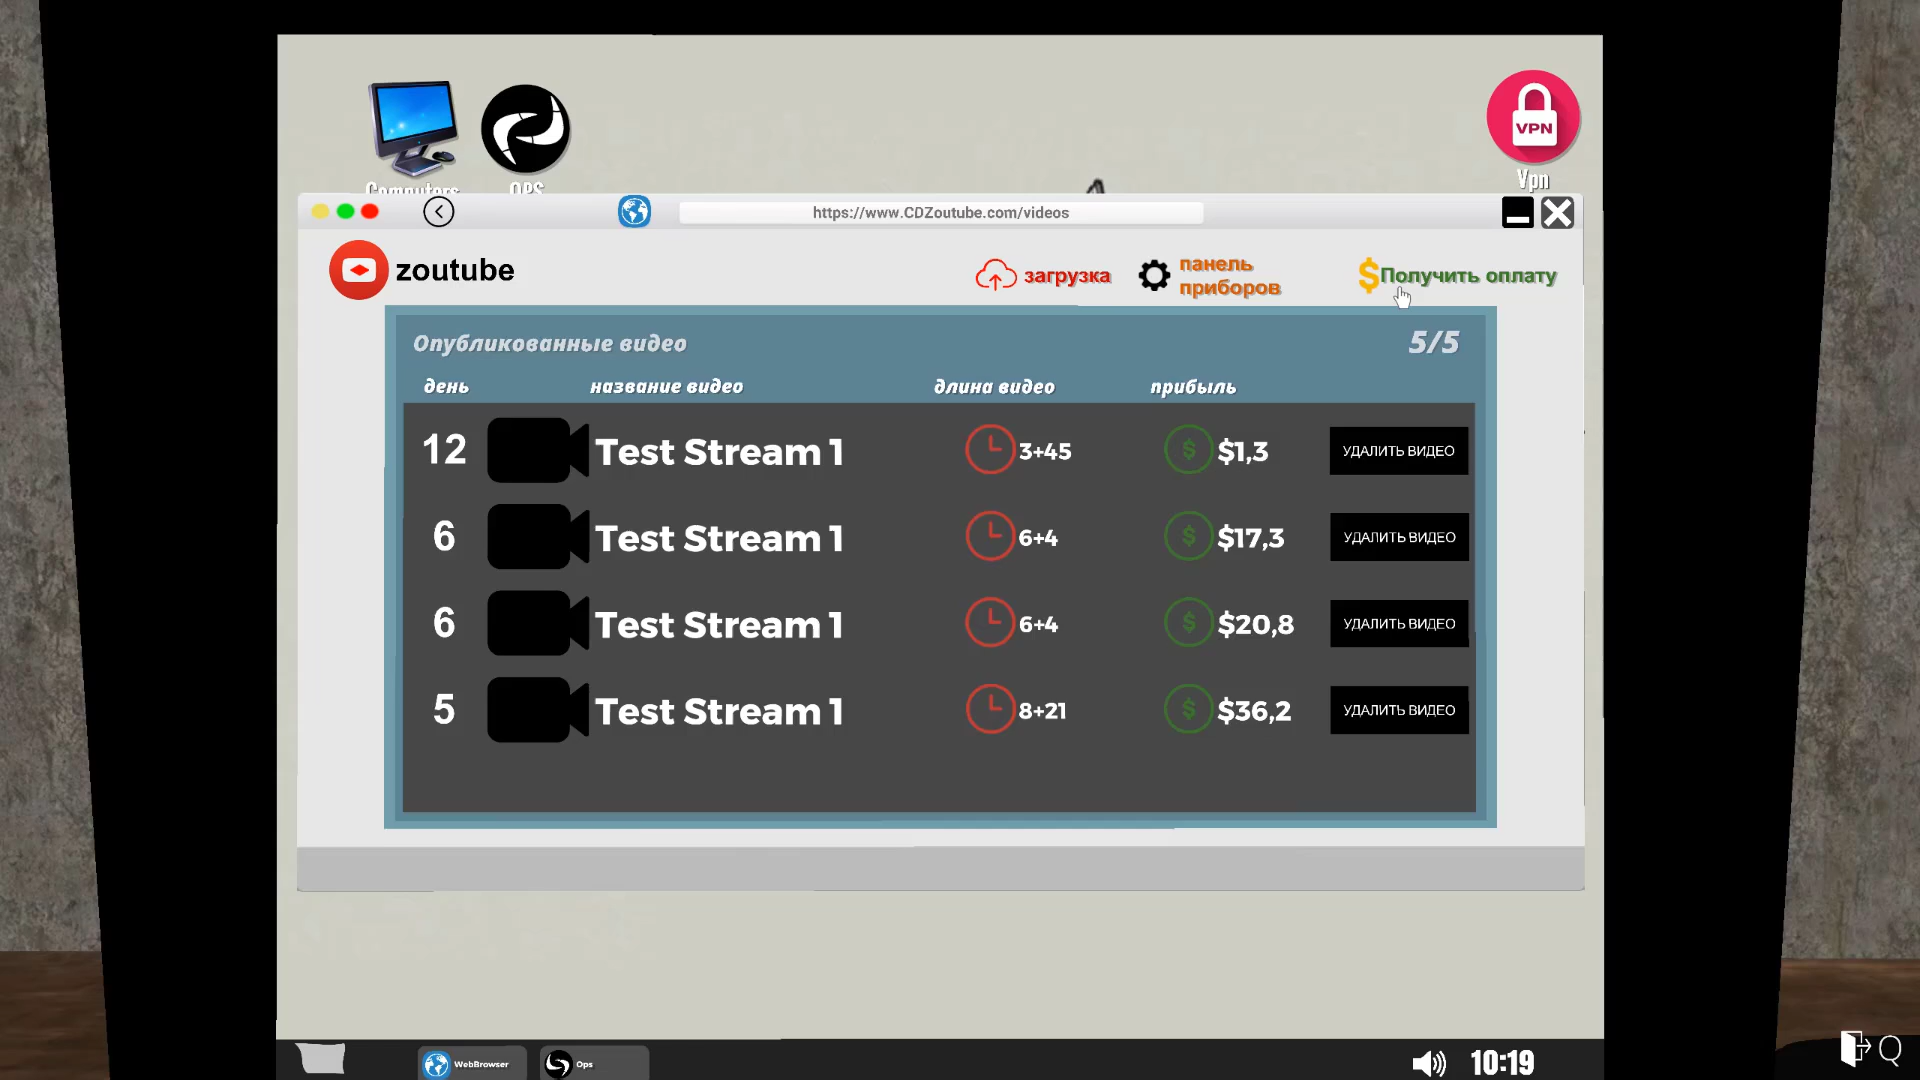 VPN
Computers
OPS
Vpn
https://www.CDZoutube.com/videos
zoutube
загрузка
панель
приборов
$Получить оплату
Опубликованные видео
5/5
день
название видео
длина видео
прибыль
12
Test Stream 1
3+45
$
$1,3
УДАЛИТЬ ВИДЕО
6
Test Stream 1
6+4
$
$17,3
УДАЛИТЬ ВИДЕО
6
Test Stream 1
6+4
$
$20,8
УДАЛИТЬ ВИДЕО
5
Test Stream 1
8+21
$
$36,2
УДАЛИТЬ ВИДЕО
WebBrowser
Ops
10:19
Q